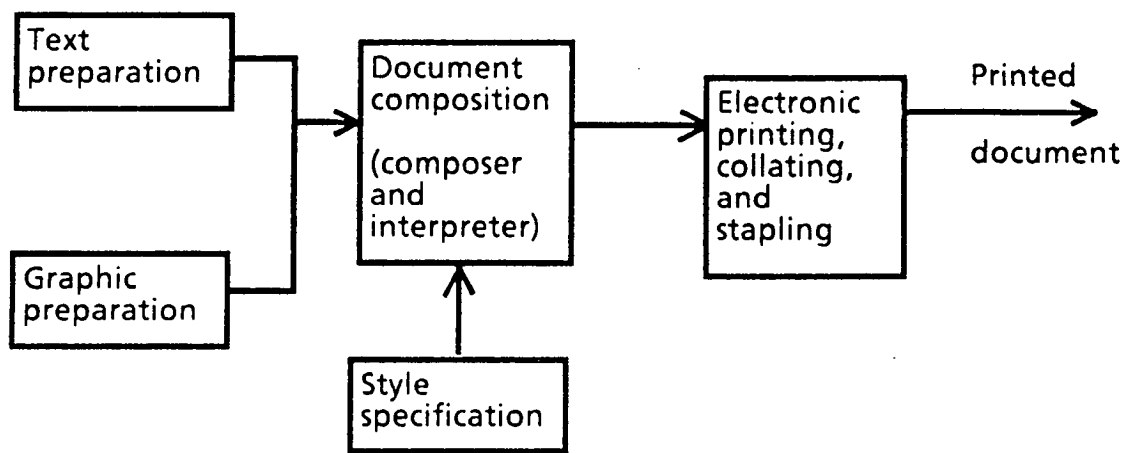 Text
preparation
Graphic
preparation
Document
composition
(composer
and
interpreter)
Style
specification
Electronic
printing,
collating,
and
stapling
Printed
document